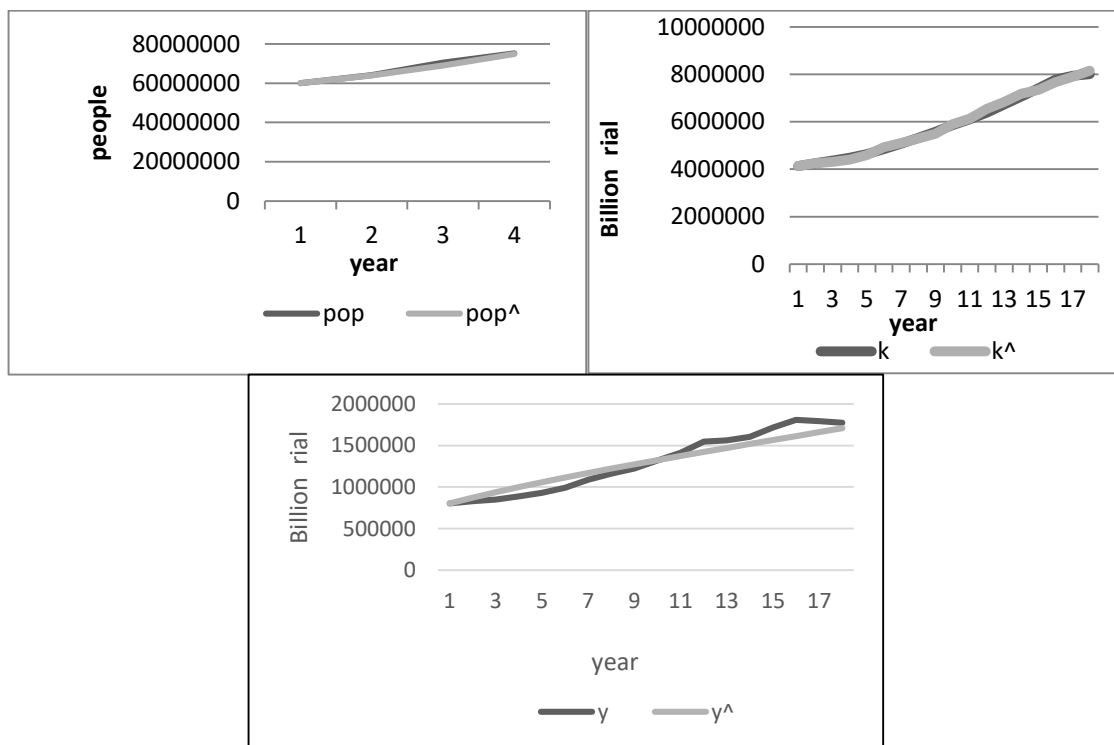 people
80000000
60000000
40000000
20000000
0
1 2 3 4
year
pop pop^
Billion rial
10000000
8000000
6000000
4000000
2000000
0
1 3 5 7 9 11 13 15 17
year
k k^
Billion rial
2000000
1500000
1000000
500000
0
1 3 5 7 9 11 13 15 17
year
y y^